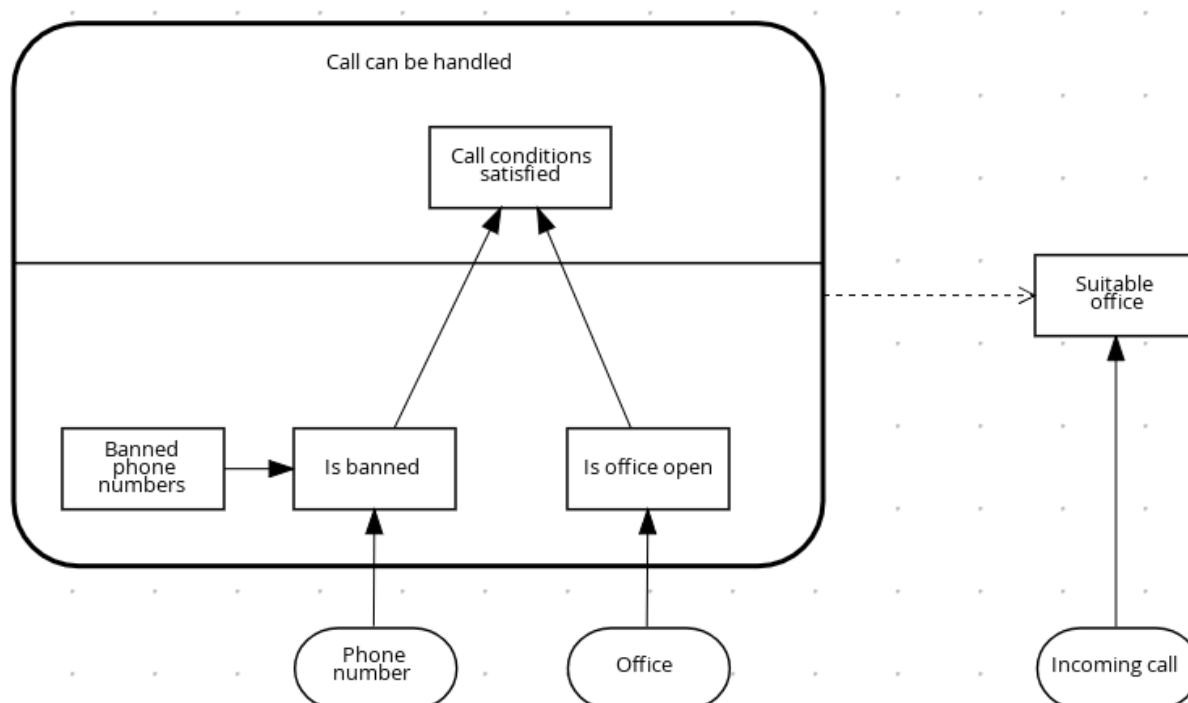 Call can be handled
Call conditions
satisfied
Suitable
office
Banned
phone
numbers
Is banned
Is office open
Phone
number
Office
Incoming call